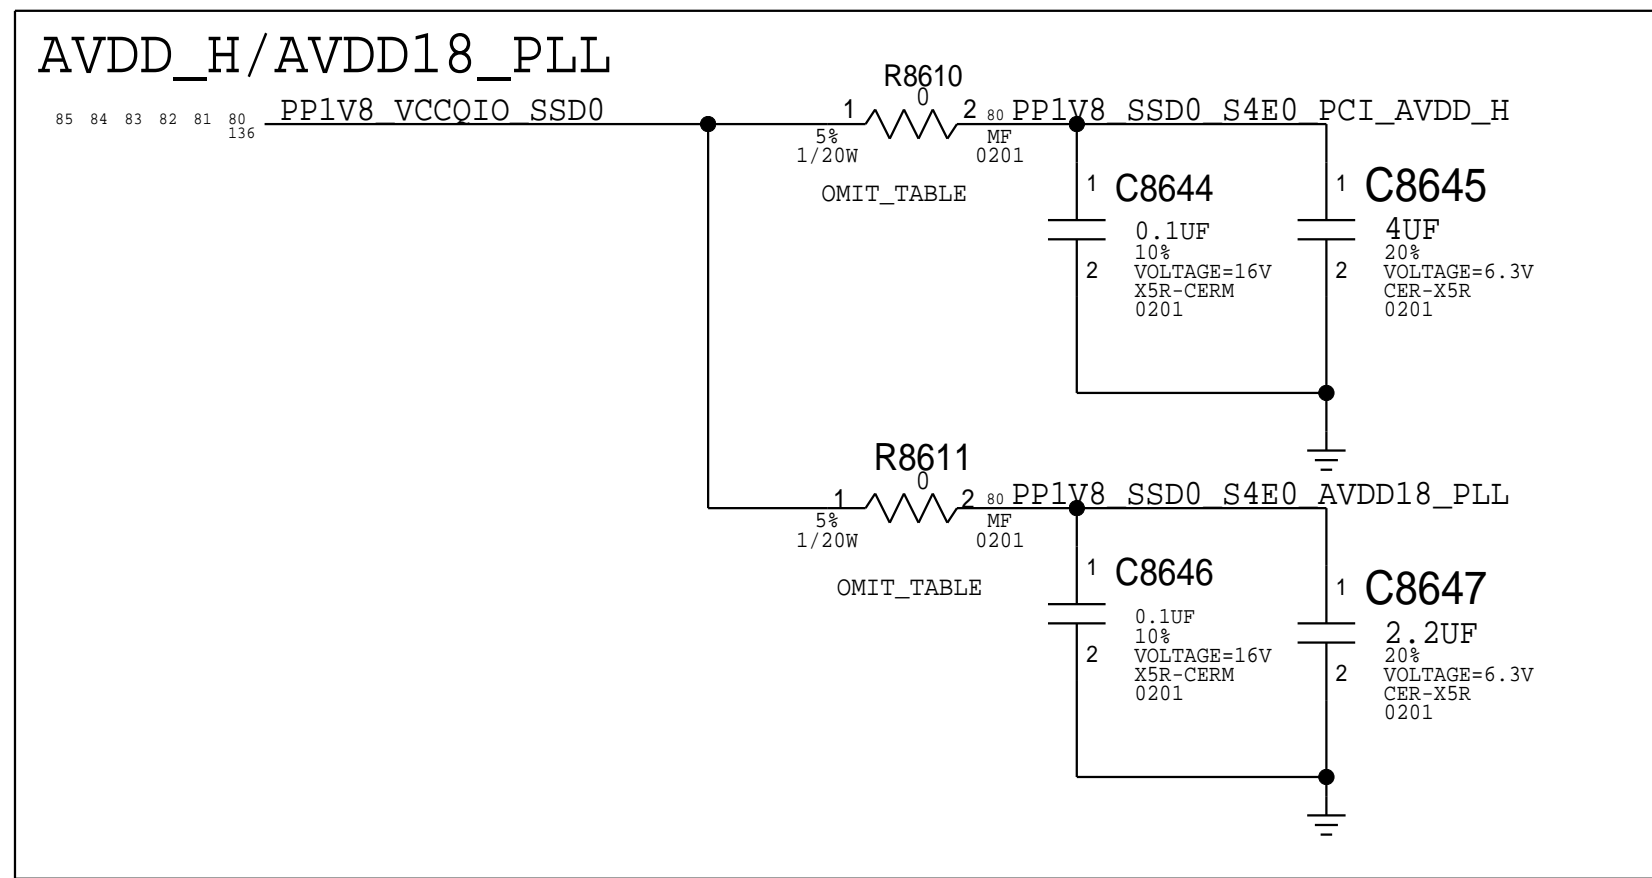 AVDD_H/AVDD18_PLL
85 84 83 82 81 80 PP1V8_VCCQIO_SSD0
136
R8610
0
1 2 80 PP1V8_SSD0_S4E0_PCI_AVDD_H
5% MF
1/20W 0201
OMIT_TABLE
1 C8644
0.1UF
10%
2 VOLTAGE=16V
X5R-CERM
0201
1 C8645
4UF
20%
2 VOLTAGE=6.3V
CER-X5R
0201
R8611
0
1 2 80 PP1V8_SSD0_S4E0_AVDD18_PLL
5% MF
1/20W 0201
OMIT_TABLE
1 C8646
0.1UF
10%
2 VOLTAGE=16V
X5R-CERM
0201
1 C8647
2.2UF
20%
2 VOLTAGE=6.3V
CER-X5R
0201